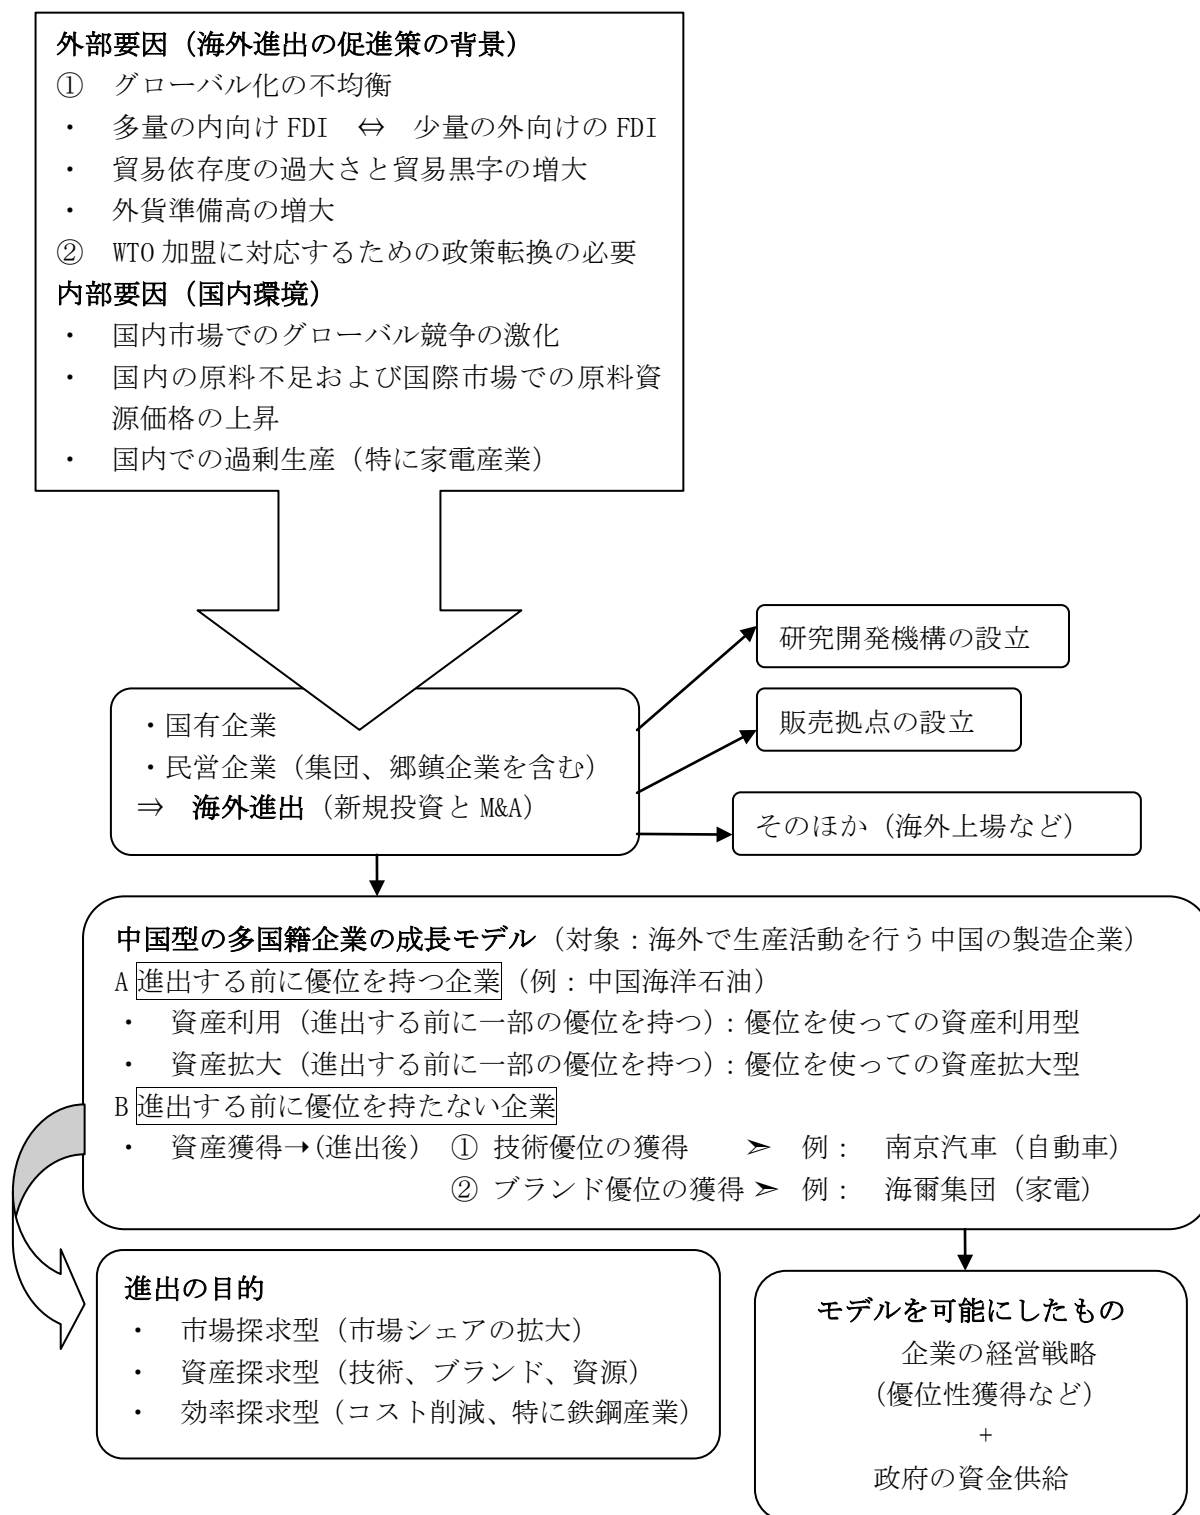 外部要因（海外進出の促進策の背景）
① グローバル化の不均衡
・ 多量の内向け FDI ⇔ 少量の外向けの FDI
・ 貿易依存度の過大さと貿易黒字の増大
・ 外貨準備高の増大
② WTO 加盟に対応するための政策転換の必要
内部要因（国内環境）
・ 国内市場でのグローバル競争の激化
・ 国内の原料不足および国際市場での原料資
源価格の上昇
・ 国内での過剰生産（特に家電産業）
研究開発機構の設立
販売拠点の設立
そのほか（海外上場など）
・国有企業
・民営企業（集団、郷鎮企業を含む）
⇒ 海外進出（新規投資と M&A）
中国型の多国籍企業の成長モデル（対象：海外で生産活動を行う中国の製造企業）
A 進出する前に優位を持つ企業（例：中国海洋石油）
・ 資産利用（進出する前に一部の優位を持つ）：優位を使っての資産利用型
・ 資産拡大（進出する前に一部の優位を持つ）：優位を使っての資産拡大型
B 進出する前に優位を持たない企業
・ 資産獲得→(進出後） ① 技術優位の獲得 ➢ 例： 南京汽車（自動車）
② ブランド優位の獲得 ➢ 例： 海爾集団（家電）
進出の目的
・ 市場探求型（市場シェアの拡大）
・ 資産探求型（技術、ブランド、資源）
・ 効率探求型（コスト削減、特に鉄鋼産業）
モデルを可能にしたもの
企業の経営戦略
（優位性獲得など）
+
政府の資金供給